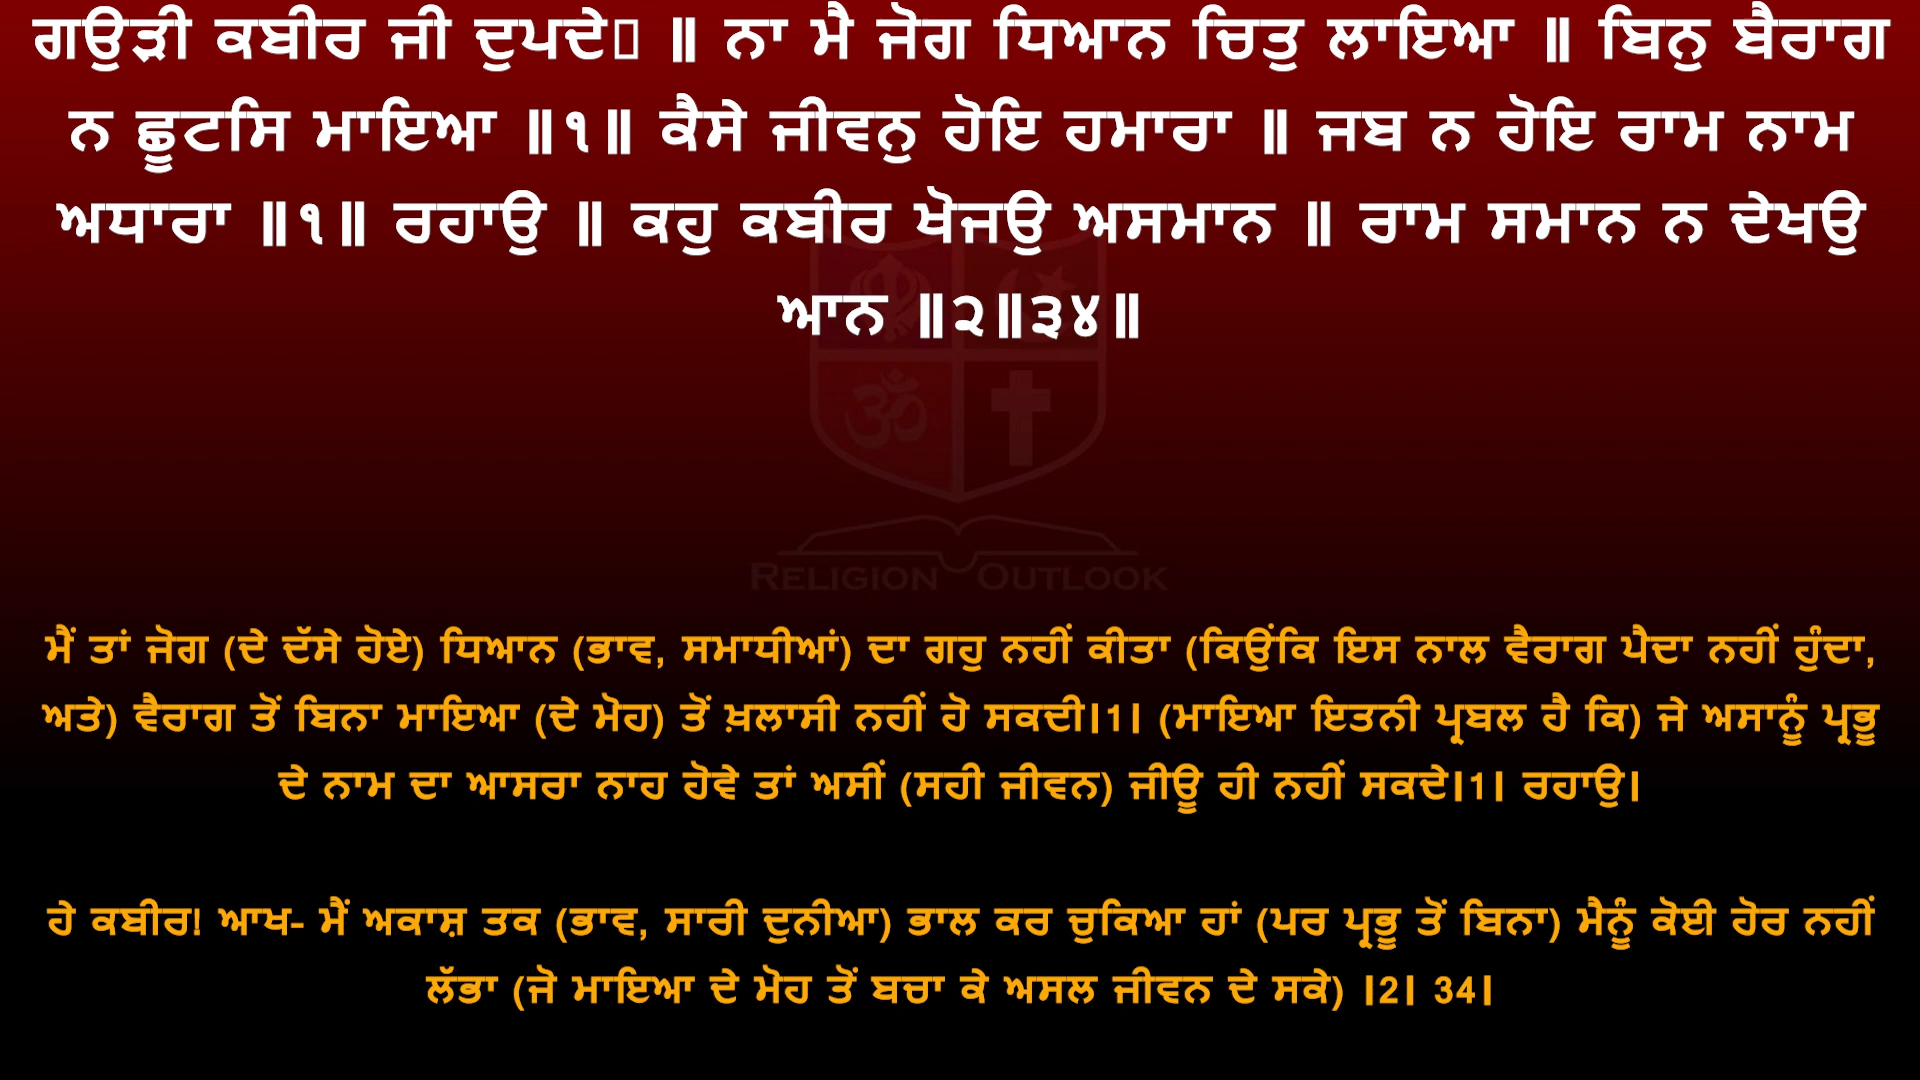 ਗਉੜੀ ਕਬੀਰ ਜੀ ਦੁਪਦੇ ॥ ਨਾ ਮੈ ਜੋਗ ਧਿਆਨ ਚਿਤੁ ਲਾਇਆ ॥ ਬਿਨੁ ਬੈਰਾਗ
ਨ ਛੂਟਸਿ ਮਾਇਆ ॥੧॥ ਕੈਸੇ ਜੀਵਨੁ ਹੋਇ ਹਮਾਰਾ ॥ ਜਬ ਨ ਹੋਇ ਰਾਮ ਨਾਮ
ਅਧਾਰਾ ॥੧॥ ਰਹਾਉ ॥ ਕਹੁ ਕਬੀਰ ਖੋਜਉ ਅਸਮਾਨ ॥ ਰਾਮ ਸਮਾਨ ਨ ਦੇਖਉ
ਆਨ ॥੨॥੩੪॥
RELIGION OUTLOOK
ਮੈਂ ਤਾਂ ਜੋਗ (ਦੇ ਦੱਸੇ ਹੋਏ) ਧਿਆਨ (ਭਾਵ, ਸਮਾਧੀਆਂ) ਦਾ ਗਹੁ ਨਹੀਂ ਕੀਤਾ (ਕਿਉਂਕਿ ਇਸ ਨਾਲ ਵੈਰਾਗ ਪੈਦਾ ਨਹੀਂ ਹੁੰਦਾ,
ਅਤੇ) ਵੈਰਾਗ ਤੋਂ ਬਿਨਾ ਮਾਇਆ (ਦੇ ਮੋਹ) ਤੋਂ ਖ਼ਲਾਸੀ ਨਹੀਂ ਹੋ ਸਕਦੀ।1। (ਮਾਇਆ ਇਤਨੀ ਪ੍ਰਬਲ ਹੈ ਕਿ) ਜੇ ਅਸਾਨੂੰ ਪ੍ਰਭੂ
ਦੇ ਨਾਮ ਦਾ ਆਸਰਾ ਨਾਹ ਹੋਵੇ ਤਾਂ ਅਸੀਂ (ਸਹੀ ਜੀਵਨ) ਜੀਊ ਹੀ ਨਹੀਂ ਸਕਦੇ।1। ਰਹਾਉ।
ਹੇ ਕਬੀਰ! ਆਖ- ਮੈਂ ਅਕਾਸ਼ ਤਕ (ਭਾਵ, ਸਾਰੀ ਦੁਨੀਆ) ਭਾਲ ਕਰ ਚੁਕਿਆ ਹਾਂ (ਪਰ ਪ੍ਰਭੂ ਤੋਂ ਬਿਨਾ) ਮੈਨੂੰ ਕੋਈ ਹੋਰ ਨਹੀਂ
ਲੱਭਾ (ਜੋ ਮਾਇਆ ਦੇ ਮੋਹ ਤੋਂ ਬਚਾ ਕੇ ਅਸਲ ਜੀਵਨ ਦੇ ਸਕੇ) ।2। 34।